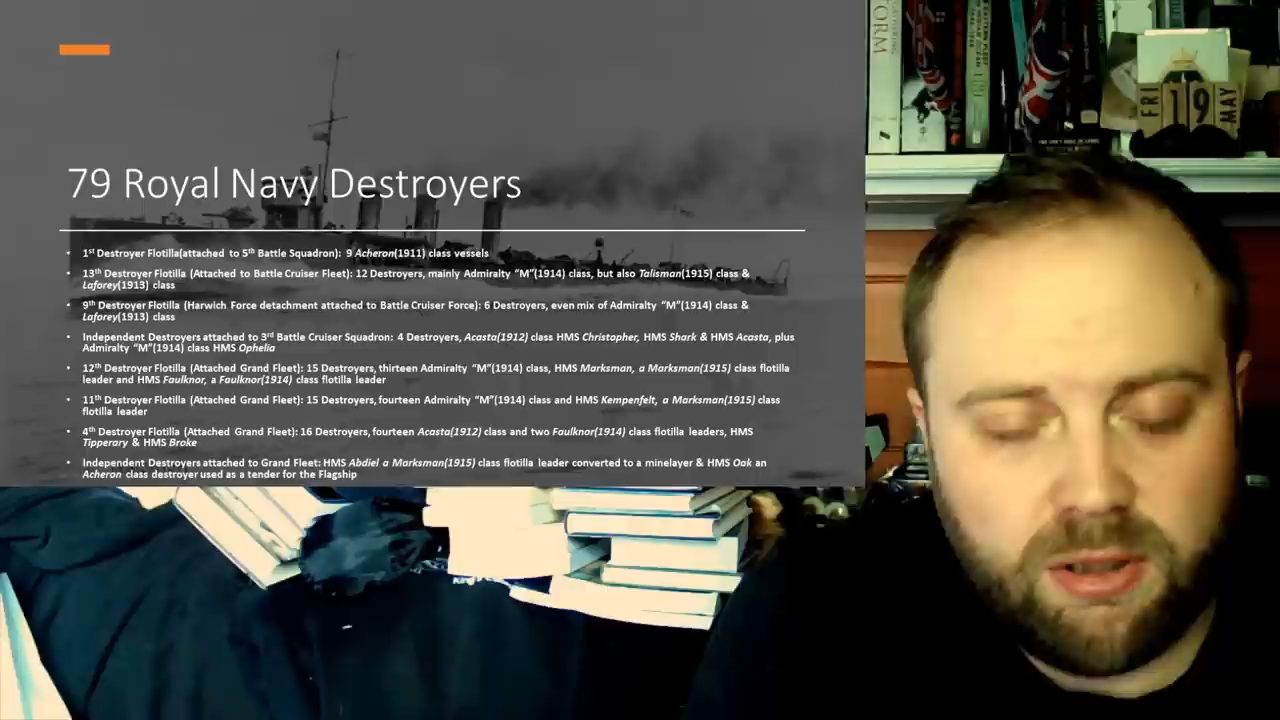 79 Royal Navy Destroyers
• 1st Destroyer Flotilla(attached to 5th Battle Squadron): 9 Acheron(1911) class vessels
• 13th Destroyer Flotilla (Attached to Battle Cruiser Fleet): 12 Destroyers, mainly Admiralty “M”(1914) class, but also Talisman(1915) class &
Laforey(1913) class
• 9th Destroyer Flotilla (Harwich Force detachment attached to Battle Cruiser Force): 6 Destroyers, even mix of Admiralty “M”(1914) class &
Laforey(1913) class
• Independent Destroyers attached to 3rd Battle Cruiser Squadron: 4 Destroyers, Acasta(1912) class HMS Christopher, HMS Shark & HMS Acasta, plus
Admiralty “M”(1914) class HMS Ophelia
• 12th Destroyer Flotilla (Attached Grand Fleet): 15 Destroyers, thirteen Admiralty “M”(1914) class, HMS Marksman, a Marksman(1915) class flotilla
leader and HMS Faulknor, a Faulknor(1914) class flotilla leader
• 11th Destroyer Flotilla (Attached Grand Fleet): 15 Destroyers, fourteen Admiralty “M”(1914) class and HMS Kempenfelt, a Marksman(1915) class
flotilla leader
• 4th Destroyer Flotilla (Attached Grand Fleet): 16 Destroyers, fourteen Acasta(1912) class and two Faulknor(1914) class flotilla leaders, HMS
Tipperary & HMS Broke
• Independent Destroyers attached to Grand Fleet: HMS Abdiel a Marksman(1915) class flotilla leader converted to a minelayer & HMS Oak an
Acheron class destroyer used as a tender for the Flagship
FRI 19 MAY